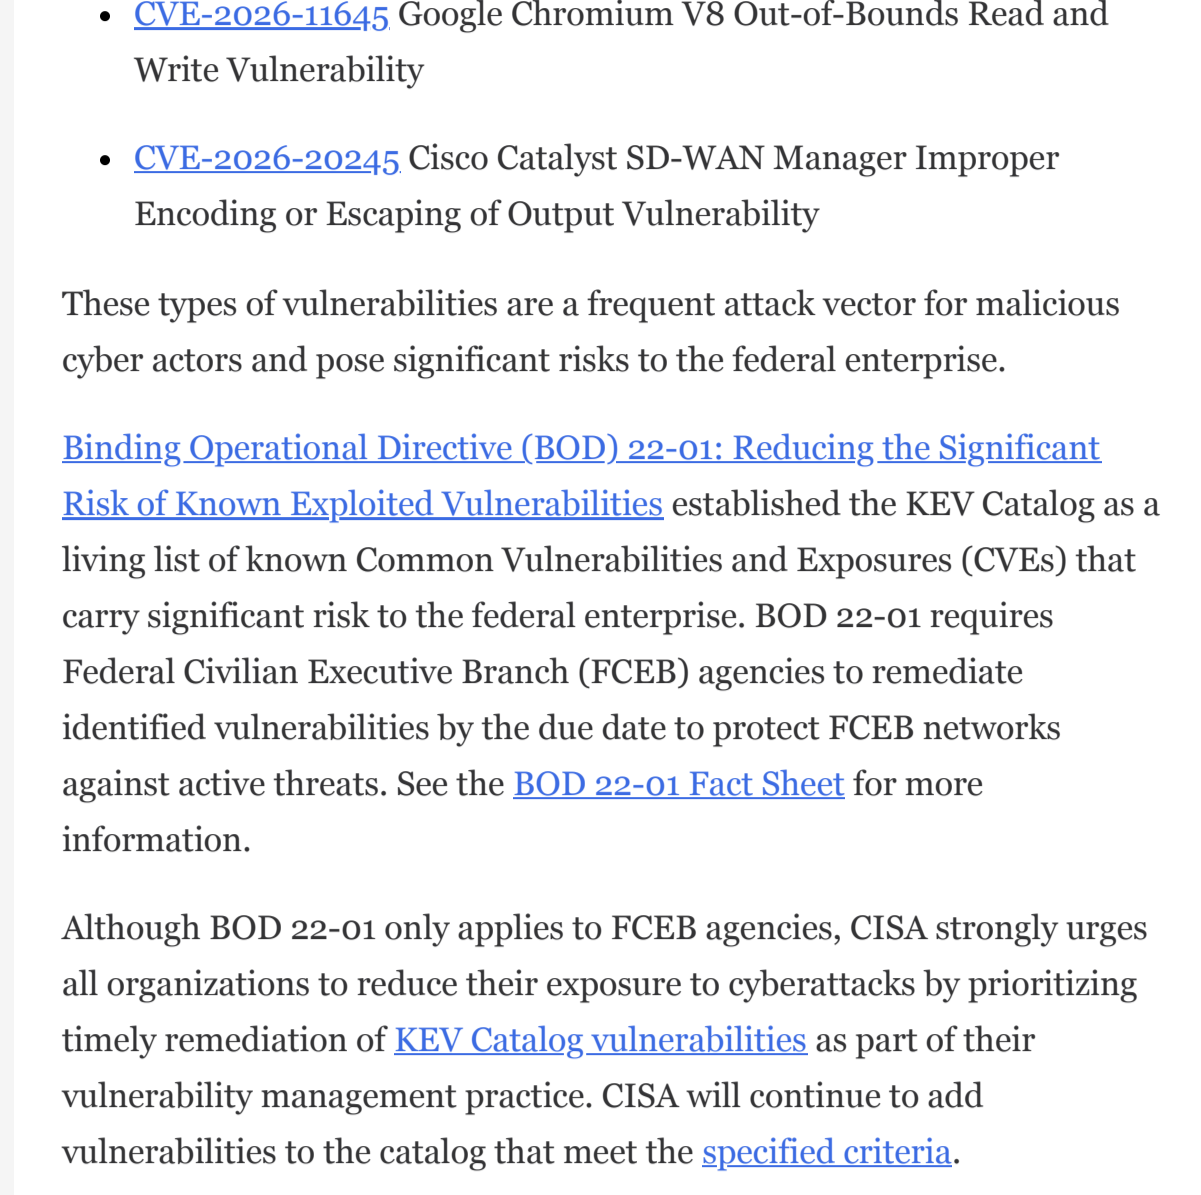 • CVE-2026-11645 Google Chromium V8 Out-of-Bounds Read and
Write Vulnerability
• CVE-2026-20245 Cisco Catalyst SD-WAN Manager Improper
Encoding or Escaping of Output Vulnerability
These types of vulnerabilities are a frequent attack vector for malicious
cyber actors and pose significant risks to the federal enterprise.
Binding Operational Directive (BOD) 22-01: Reducing the Significant
Risk of Known Exploited Vulnerabilities established the KEV Catalog as a
living list of known Common Vulnerabilities and Exposures (CVEs) that
carry significant risk to the federal enterprise. BOD 22-01 requires
Federal Civilian Executive Branch (FCEB) agencies to remediate
identified vulnerabilities by the due date to protect FCEB networks
against active threats. See the BOD 22-01 Fact Sheet for more
information.
Although BOD 22-01 only applies to FCEB agencies, CISA strongly urges
all organizations to reduce their exposure to cyberattacks by prioritizing
timely remediation of KEV Catalog vulnerabilities as part of their
vulnerability management practice. CISA will continue to add
vulnerabilities to the catalog that meet the specified criteria.